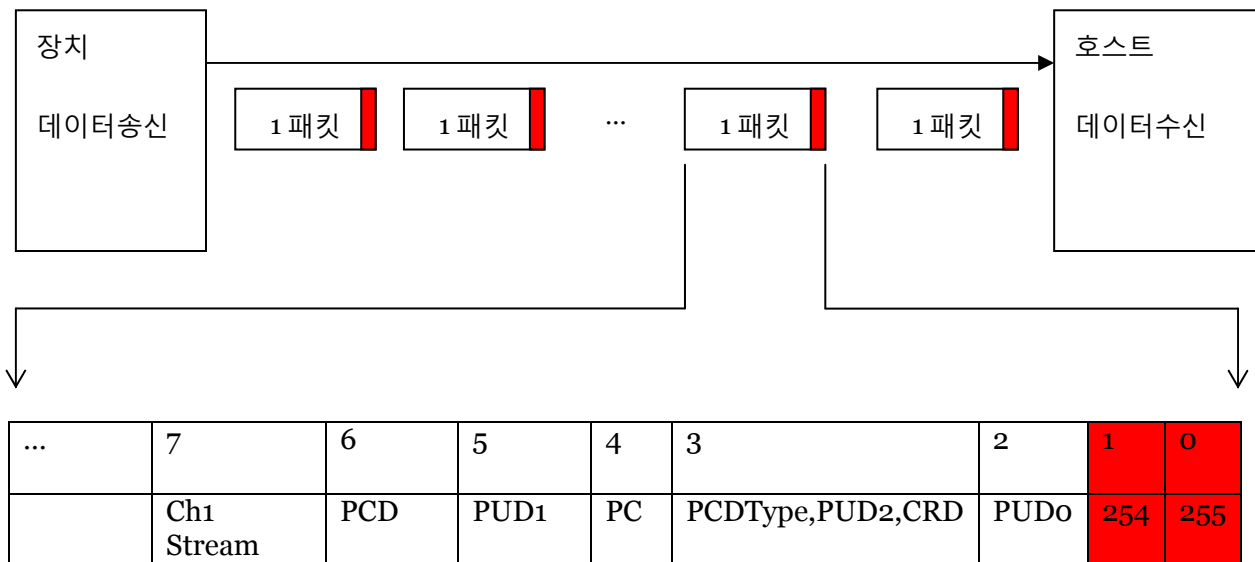 장치
호스트
데이터송신
1 패킷
1 패킷
...
1 패킷
1 패킷
데이터수신
... 7 6 5 4 3 2 1 0
Ch1 PCD PUD1 PC PCDType,PUD2,CRD PUD0 254 255
Stream